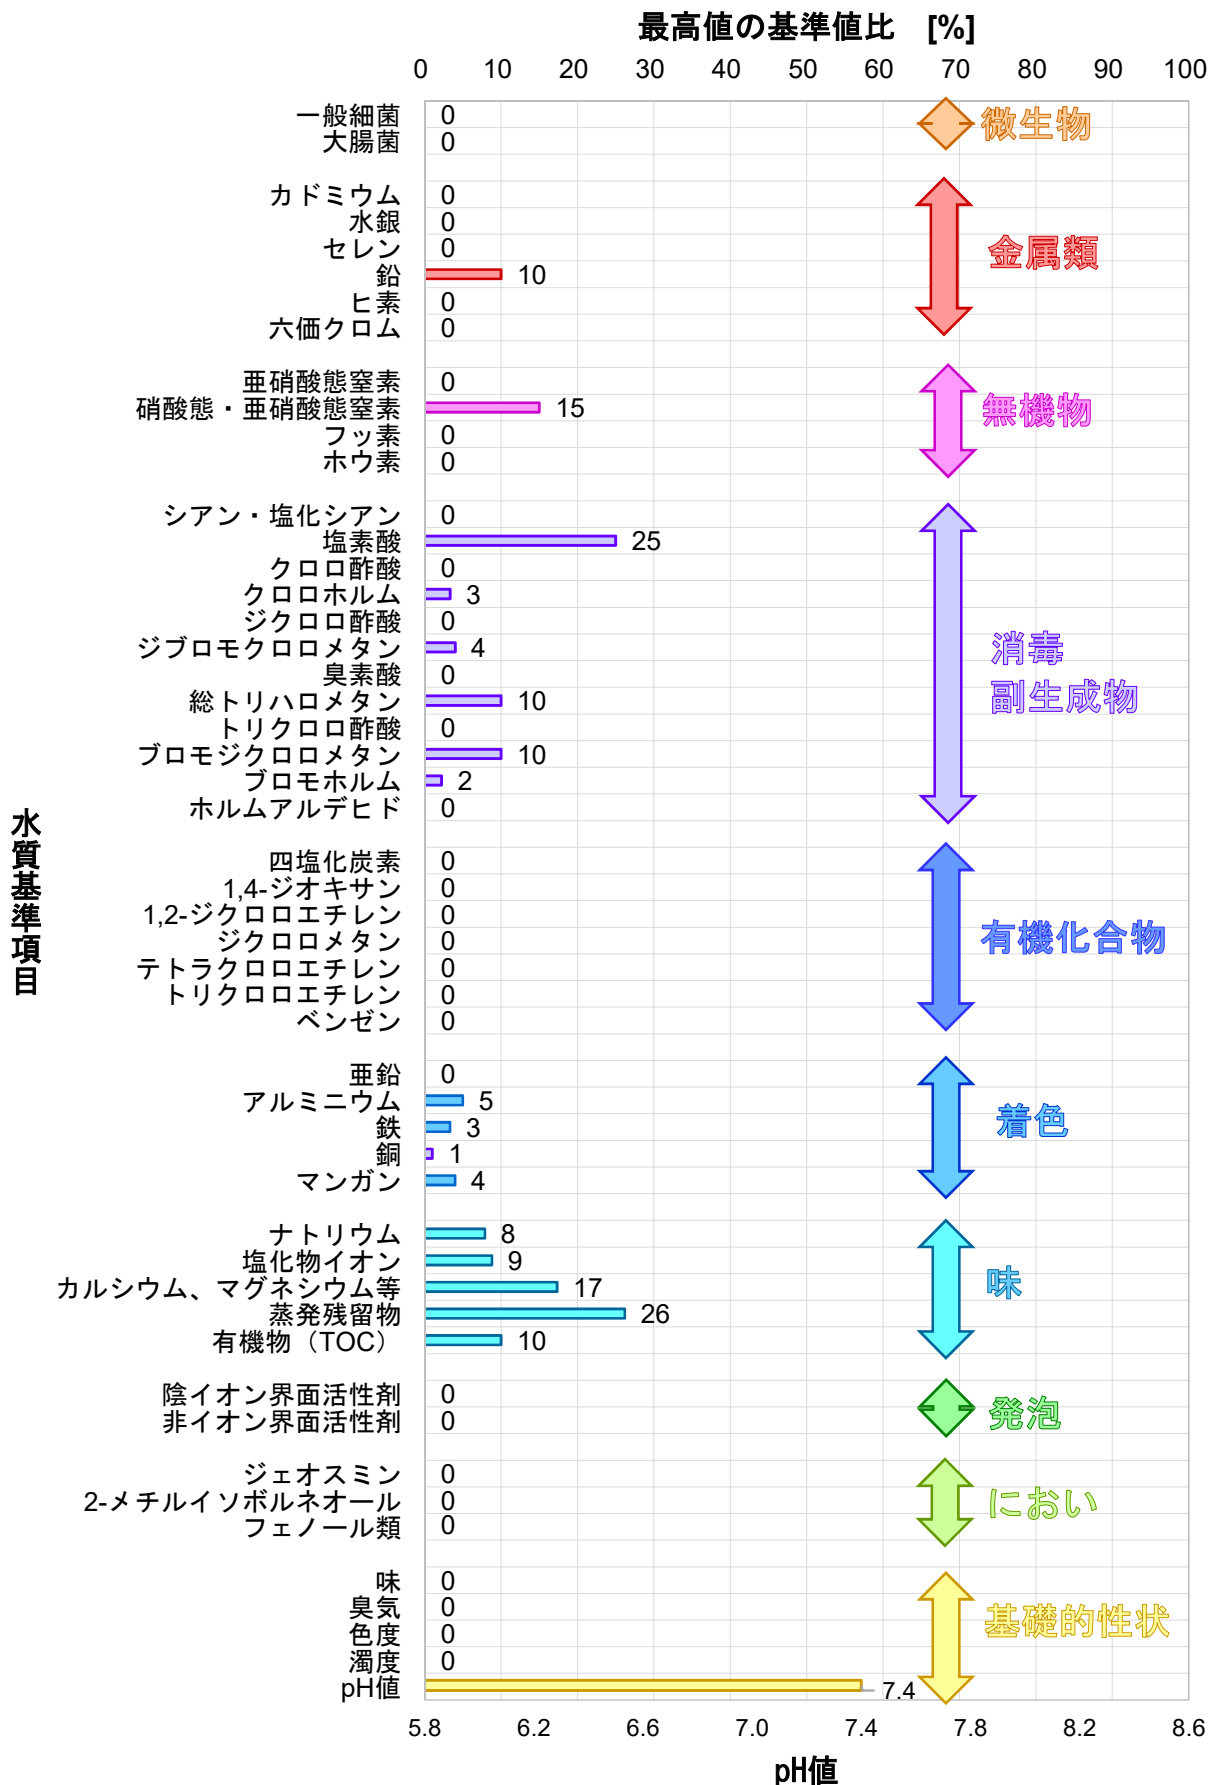 最高値の基準値比　[%]
0 10 20 30 40 50 60 70 80 90 100
水質基準項目
一般細菌 0
大腸菌 0
微生物
カドミウム 0
水銀 0
セレン 0
鉛 10
ヒ素 0
六価クロム 0
金属類
亜硝酸態窒素 0
硝酸態・亜硝酸態窒素 15
フッ素 0
ホウ素 0
無機物
シアン・塩化シアン 0
塩素酸 25
クロロ酢酸 0
クロロホルム 3
ジクロロ酢酸 0
ジブロモクロロメタン 4
臭素酸 0
総トリハロメタン 10
トリクロロ酢酸 0
ブロモジクロロメタン 10
ブロモホルム 2
ホルムアルデヒド 0
消毒
副生成物
四塩化炭素 0
1,4-ジオキサン 0
1,2-ジクロロエチレン 0
ジクロロメタン 0
テトラクロロエチレン 0
トリクロロエチレン 0
ベンゼン 0
有機化合物
亜鉛 0
アルミニウム 5
鉄 3
銅 1
マンガン 4
着色
ナトリウム 8
塩化物イオン 9
カルシウム、マグネシウム等 17
蒸発残留物 26
有機物（TOC） 10
味
陰イオン界面活性剤 0
非イオン界面活性剤 0
発泡
ジェオスミン 0
2-メチルイソボルネオール 0
フェノール類 0
におい
味 0
臭気 0
色度 0
濁度 0
pH値 7.4
基礎的性状
5.8 6.2 6.6 7.0 7.4 7.8 8.2 8.6
pH値